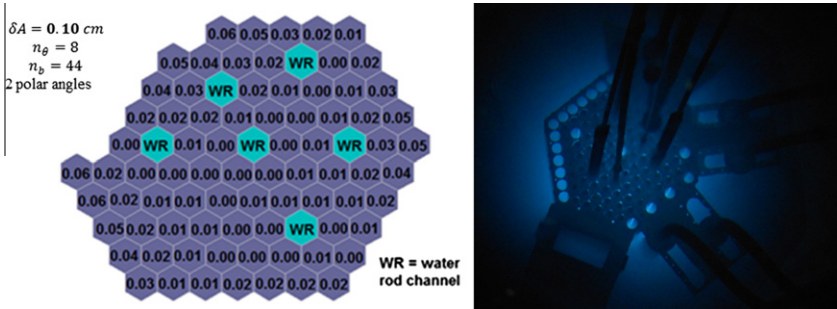 δA = 0.10 cm
n_θ = 8
n_b = 44
2 polar angles
0.06 0.05 0.03 0.02 0.01
0.05 0.04 0.03 0.02 WR 0.00 0.02
0.04 0.03 WR 0.02 0.01 0.00 0.01 0.03
0.02 0.02 0.02 0.01 0.00 0.00 0.01 0.02 0.05
0.00 WR 0.01 0.00 WR 0.00 0.01 WR 0.03 0.05
0.06 0.02 0.00 0.00 0.00 0.00 0.00 0.01 0.01 0.02 0.04
0.06 0.02 0.01 0.01 0.00 0.01 0.01 0.01 0.01 0.02
0.05 0.02 0.01 0.01 0.00 0.00 WR 0.00 0.01
0.04 0.02 0.01 0.00 0.00 0.00 0.01 0.00
0.03 0.01 0.01 0.02 0.02 0.02 0.02
WR = water
rod channel